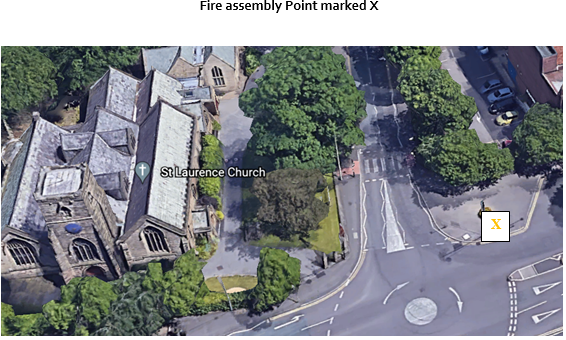 Fire assembly Point marked X
St Laurence Church
X